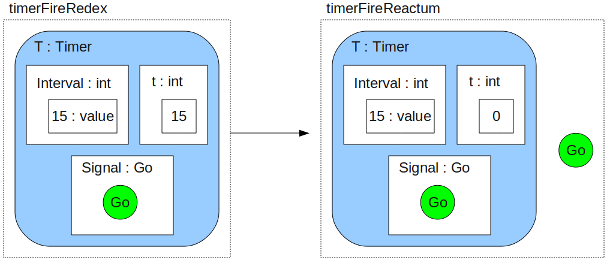 timerFireRedex
T : Timer
Interval : int
15 : value
t : int
15
Signal : Go
Go
timerFireReactum
T : Timer
Interval : int
15 : value
t : int
0
Signal : Go
Go
Go